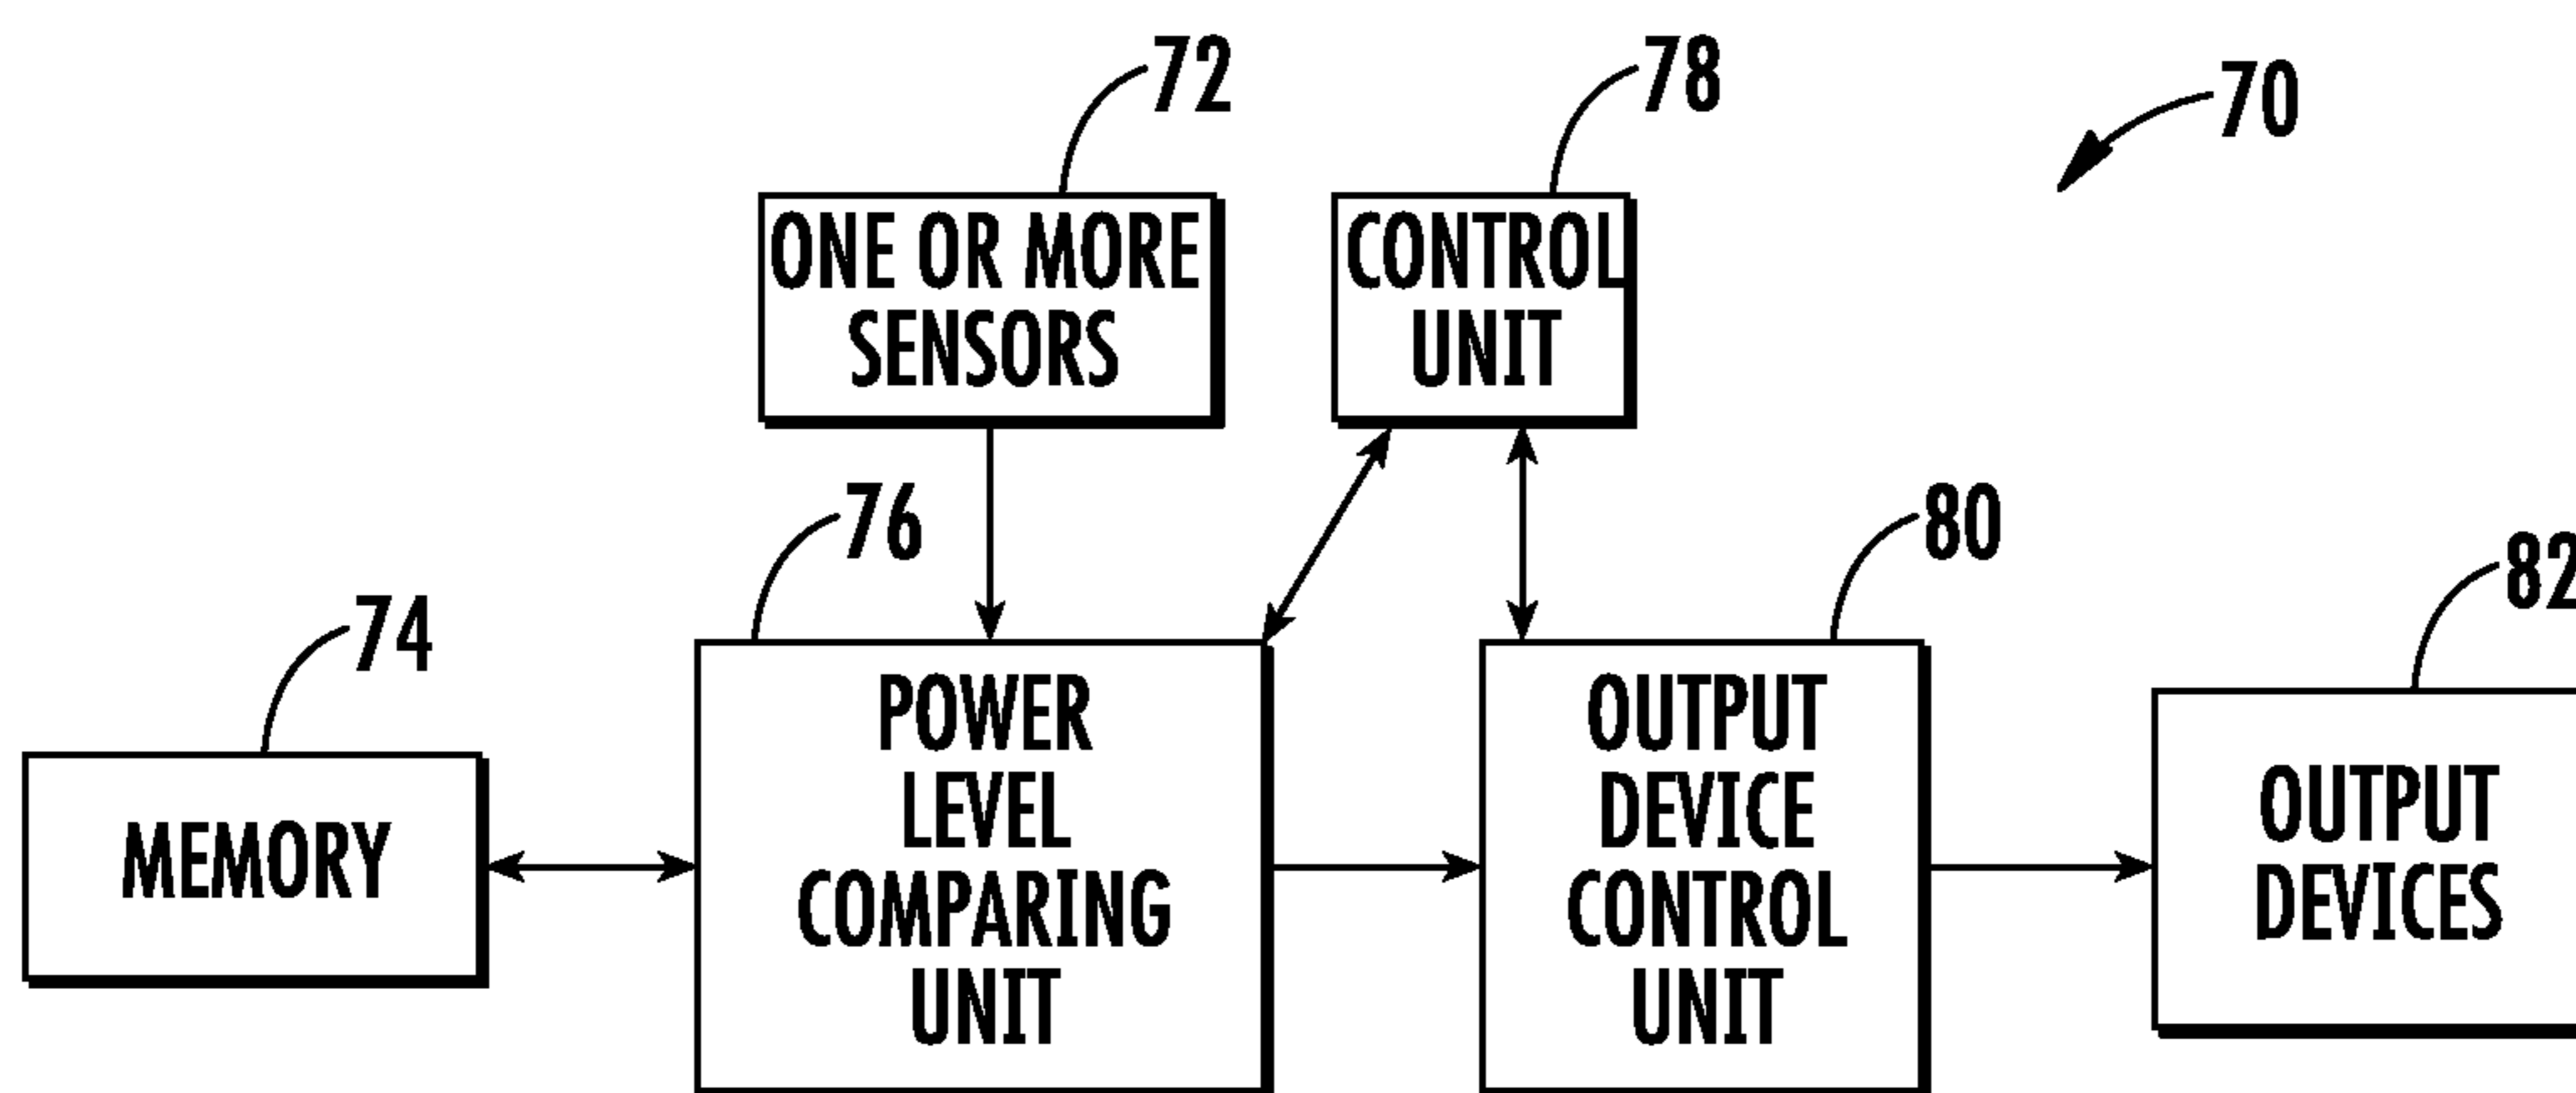 72
78
70
ONE OR MORE
SENSORS
CONTROL
UNIT
76
80
82
74
POWER
LEVEL
COMPARING
UNIT
OUTPUT
DEVICE
CONTROL
UNIT
OUTPUT
DEVICES
MEMORY